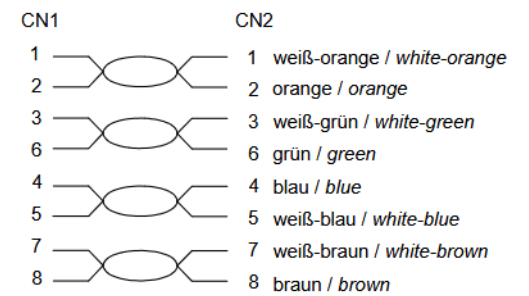 CN1 CN2
1 1 weiß-orange / white-orange
2 2 orange / orange
3 3 weiß-grün / white-green
6 6 grün / green
4 4 blau / blue
5 5 weiß-blau / white-blue
7 7 weiß-braun / white-brown
8 8 braun / brown